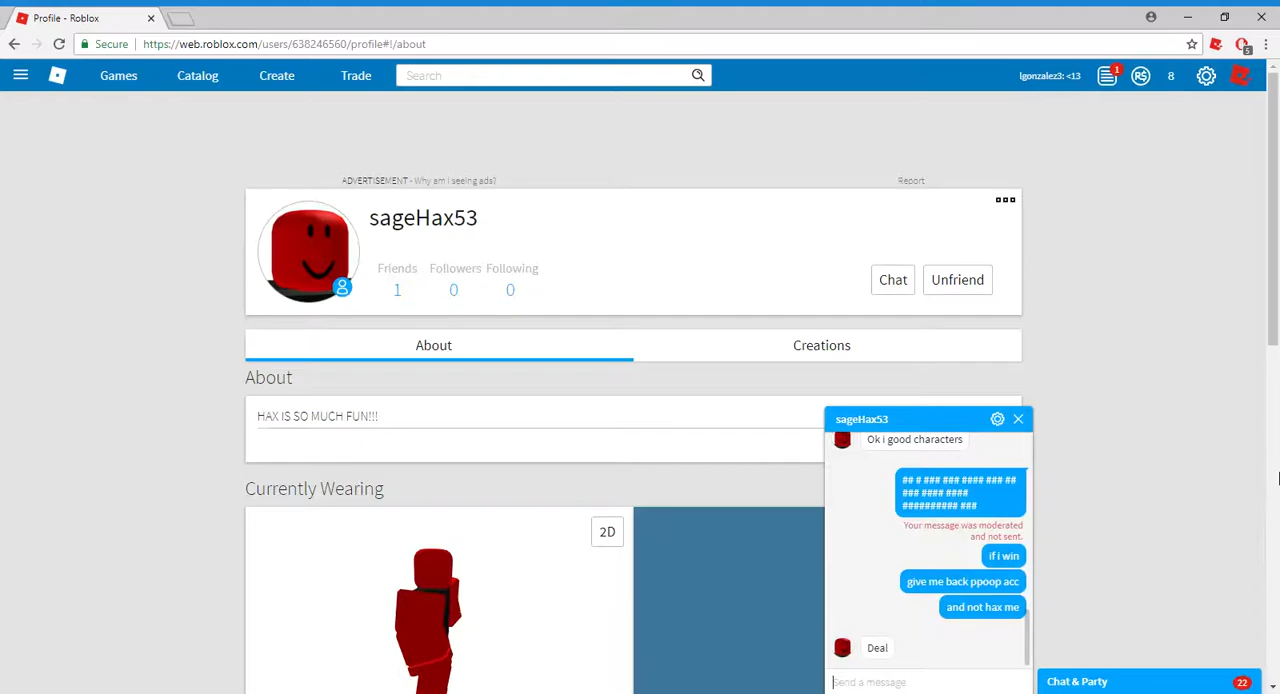 Profile - Roblox
Secure
https://web.roblox.com/users/638246560/profile#!/about
5
Games
Catalog
Create
Trade
Search
lgonzalez3: <13
1
R$
8
ADVERTISEMENT - Why am I seeing ads?
Report
sageHax53
Friends
Followers
Following
1
0
0
Chat
Unfriend
About
Creations
About
HAX IS SO MUCH FUN!!!
Currently Wearing
2D
sageHax53
Ok i good characters
## # ### ### #### ### ##
### #### ####
########## ###
Your message was moderated
and not sent.
if i win
give me back ppoop acc
and not hax me
Deal
Send a message
Chat & Party
22